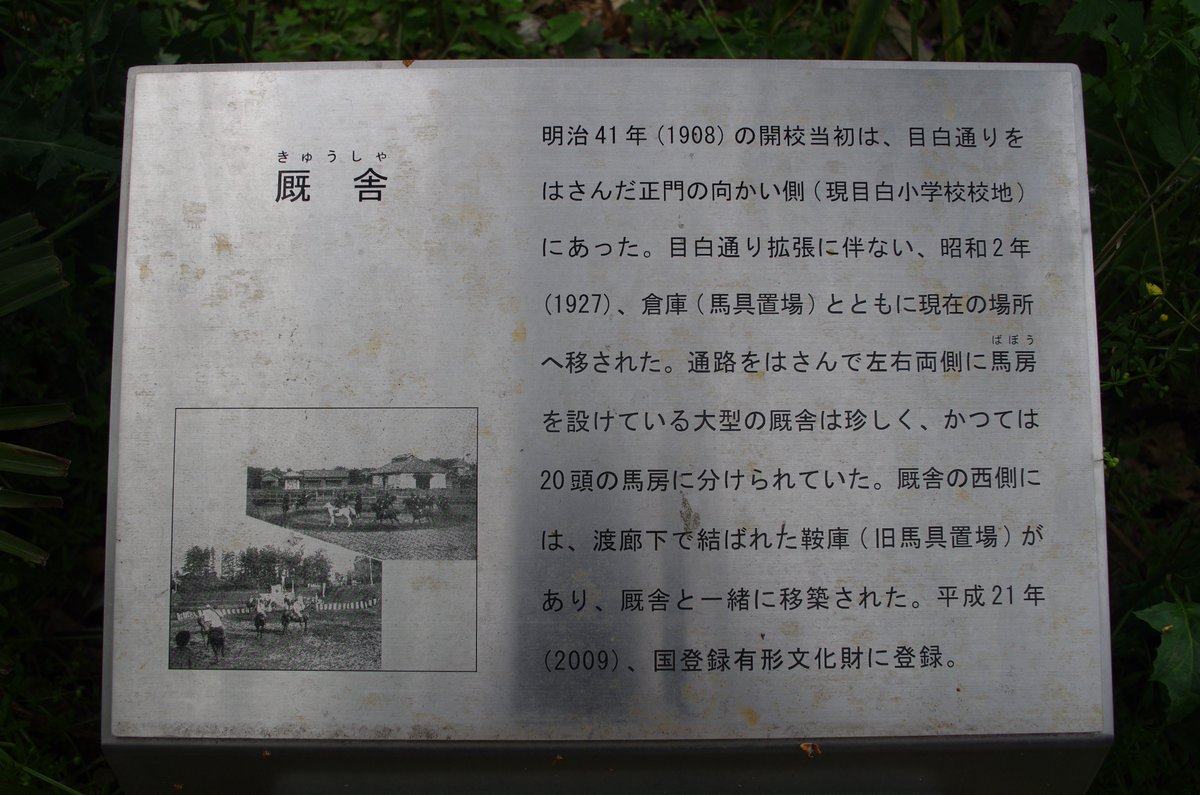 きゅうしゃ
厩舎
明治41年(1908)の開校当初は、目白通りを
はさんだ正門の向かい側(現目白小学校校地)
にあった。目白通り拡張に伴ない、昭和2年
(1927)、倉庫(馬具置場)とともに現在の場所
ばぼう
へ移された。通路をはさんで左右両側に馬房
を設けている大型の厩舎は珍しく、かつては
20頭の馬房に分けられていた。厩舎の西側に
は、渡廊下で結ばれた鞍庫(旧馬具置場)が
あり、厩舎と一緒に移築された。平成21年
(2009)、国登録有形文化財に登録。